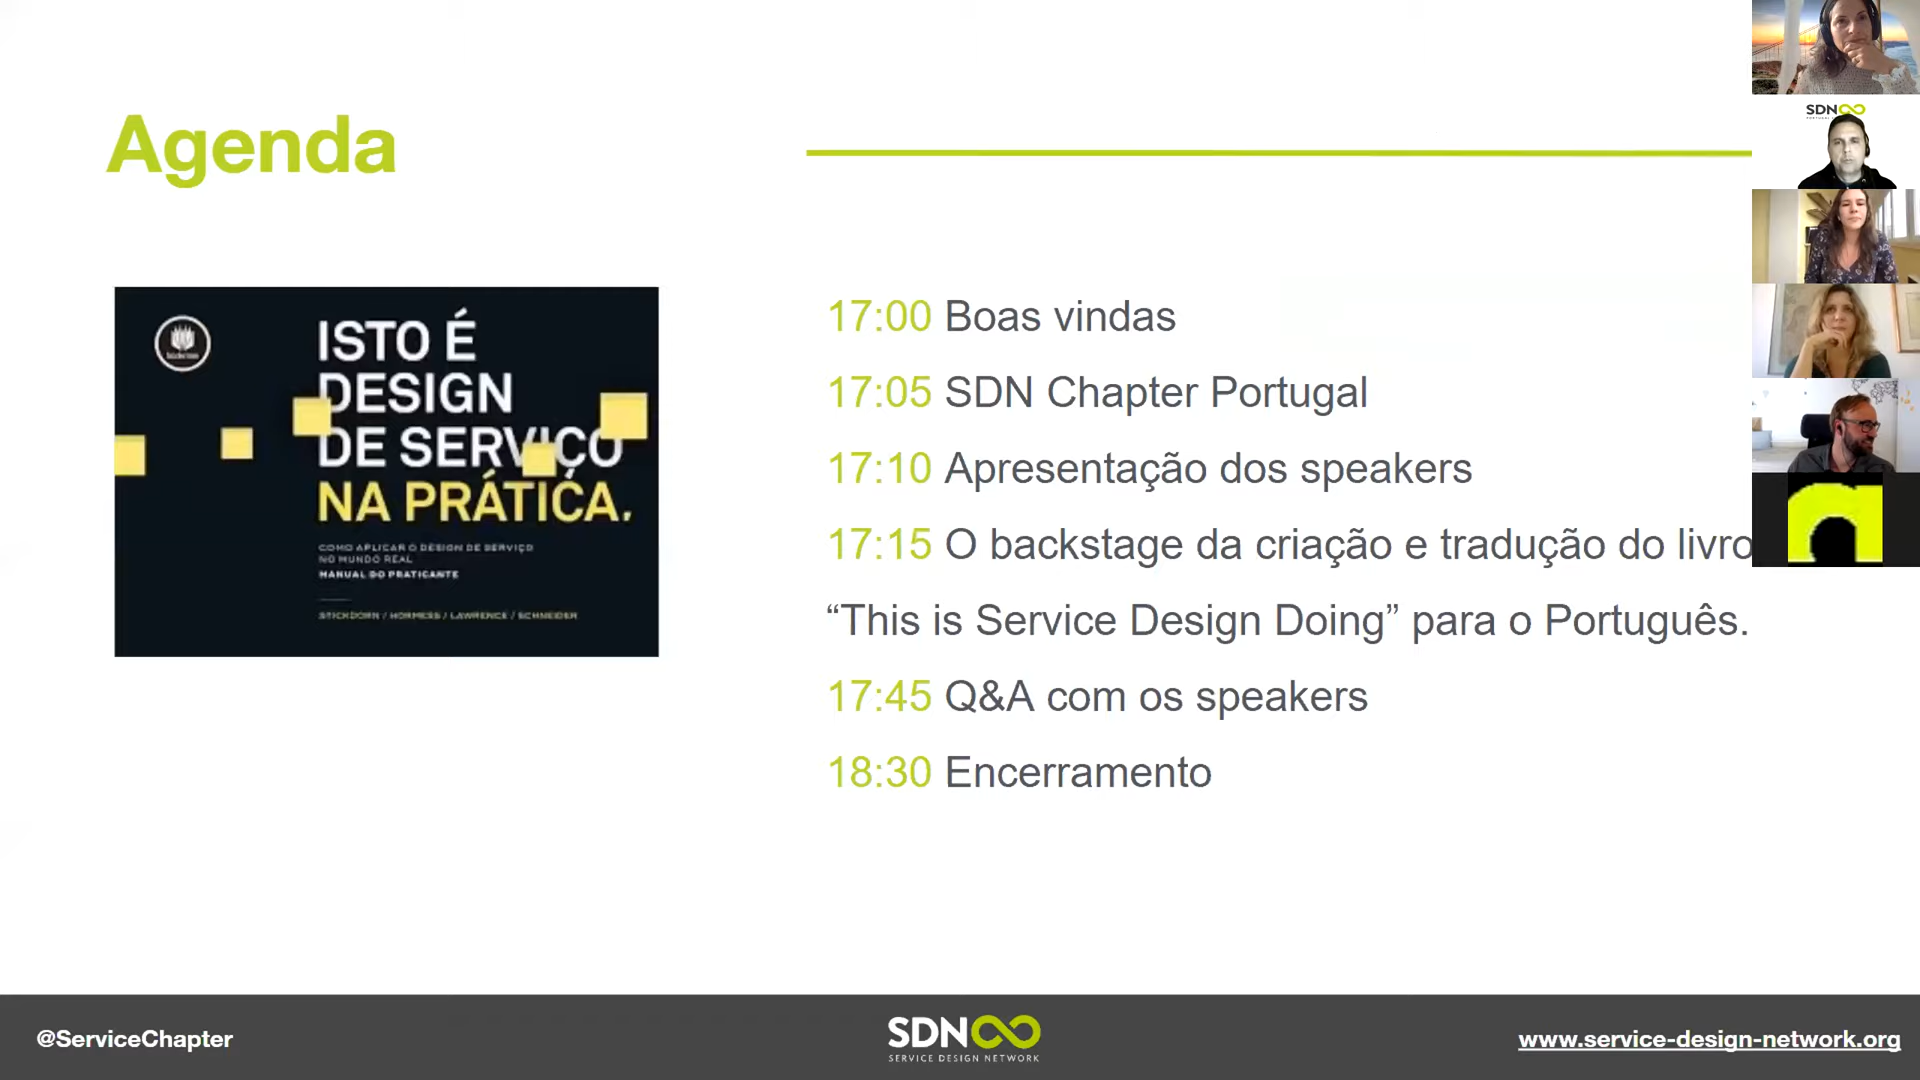 Agenda
ISTO É
DESIGN
DE SERVIÇO
NA PRÁTICA.
COMO APLICAR O DESIGN DE SERVIÇO
NO MUNDO REAL
MANUAL DO PRATICANTE
STICKDORN / HORMESS / LAWRENCE / SCHNEIDER
17:00 Boas vindas
17:05 SDN Chapter Portugal
17:10 Apresentação dos speakers
17:15 O backstage da criação e tradução do livro
“This is Service Design Doing” para o Português.
17:45 Q&A com os speakers
18:30 Encerramento
SDN
@ServiceChapter
SDN
SERVICE DESIGN NETWORK
www.service-design-network.org